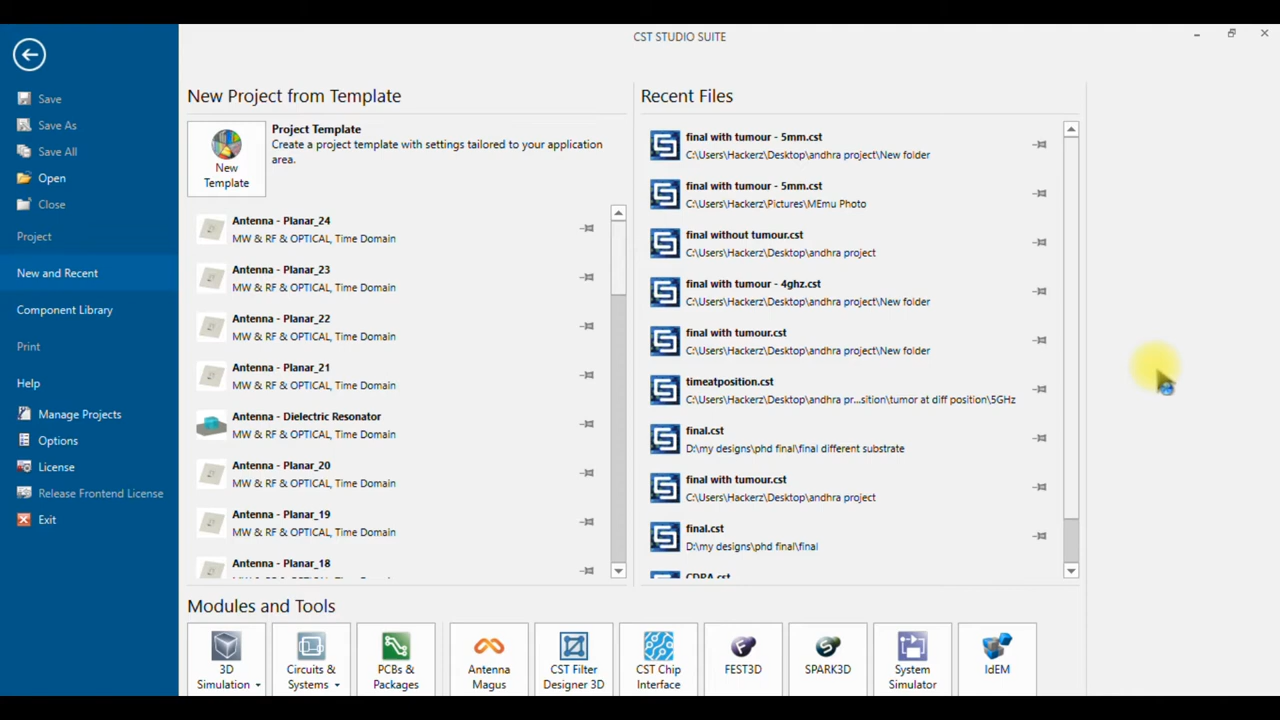 CST STUDIO SUITE
Save
Save As
Save All
Open
Close
Project
New and Recent
Component Library
Print
Help
Manage Projects
Options
License
Release Frontend License
Exit
New Project from Template
New
Template
Project Template
Create a project template with settings tailored to your application
area.
Antenna - Planar_24
MW & RF & OPTICAL, Time Domain
Antenna - Planar_23
MW & RF & OPTICAL, Time Domain
Antenna - Planar_22
MW & RF & OPTICAL, Time Domain
Antenna - Planar_21
MW & RF & OPTICAL, Time Domain
Antenna - Dielectric Resonator
MW & RF & OPTICAL, Time Domain
Antenna - Planar_20
MW & RF & OPTICAL, Time Domain
Antenna - Planar_19
MW & RF & OPTICAL, Time Domain
Antenna - Planar_18
Recent Files
final with tumour - 5mm.cst
C:\Users\Hackerz\Desktop\andhra project\New folder
final with tumour - 5mm.cst
C:\Users\Hackerz\Pictures\MEmu Photo
final without tumour.cst
C:\Users\Hackerz\Desktop\andhra project
final with tumour - 4ghz.cst
C:\Users\Hackerz\Desktop\andhra project\New folder
final with tumour.cst
C:\Users\Hackerz\Desktop\andhra project\New folder
timeatposition.cst
C:\Users\Hackerz\Desktop\andhra pr...sition\tumor at diff position\5GHz
final.cst
D:\my designs\phd final\final different substrate
final with tumour.cst
C:\Users\Hackerz\Desktop\andhra project
final.cst
D:\my designs\phd final\final
CDRA.cst
Modules and Tools
3D
Simulation
Circuits &
Systems
PCBs &
Packages
Antenna
Magus
CST Filter
Designer 3D
CST Chip
Interface
FEST3D
SPARK3D
System
Simulator
IdEM